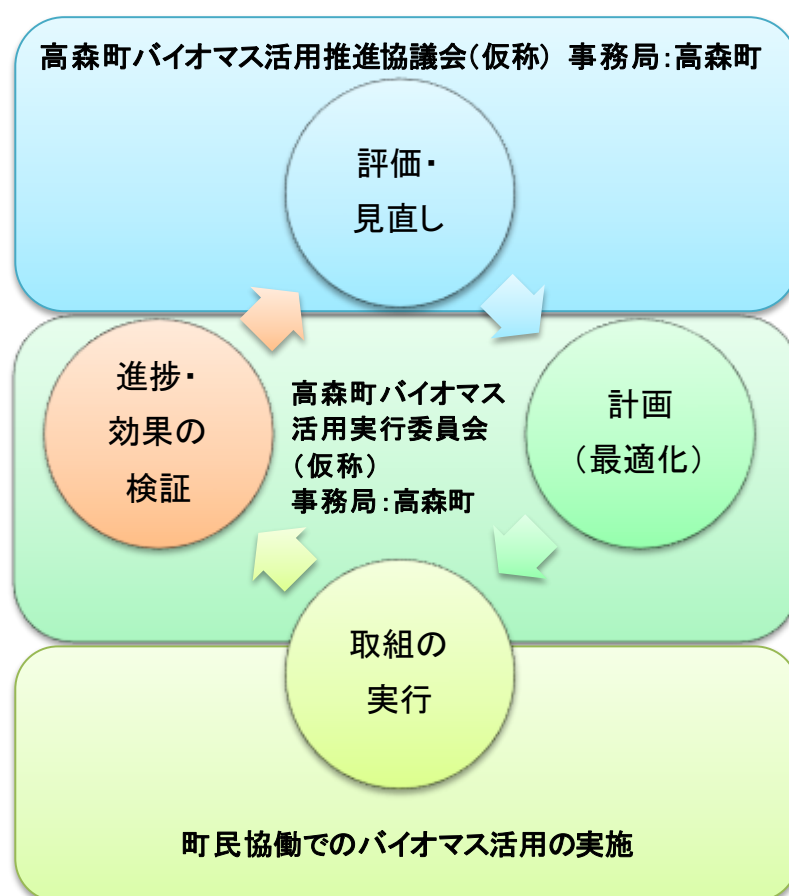 高森町バイオマス活用推進協議会(仮称) 事務局:高森町
評価・
見直し
進捗・
効果の
検証
高森町バイオマス
活用実行委員会
(仮称)
事務局:高森町
計画
(最適化)
取組の
実行
町民協働でのバイオマス活用の実施